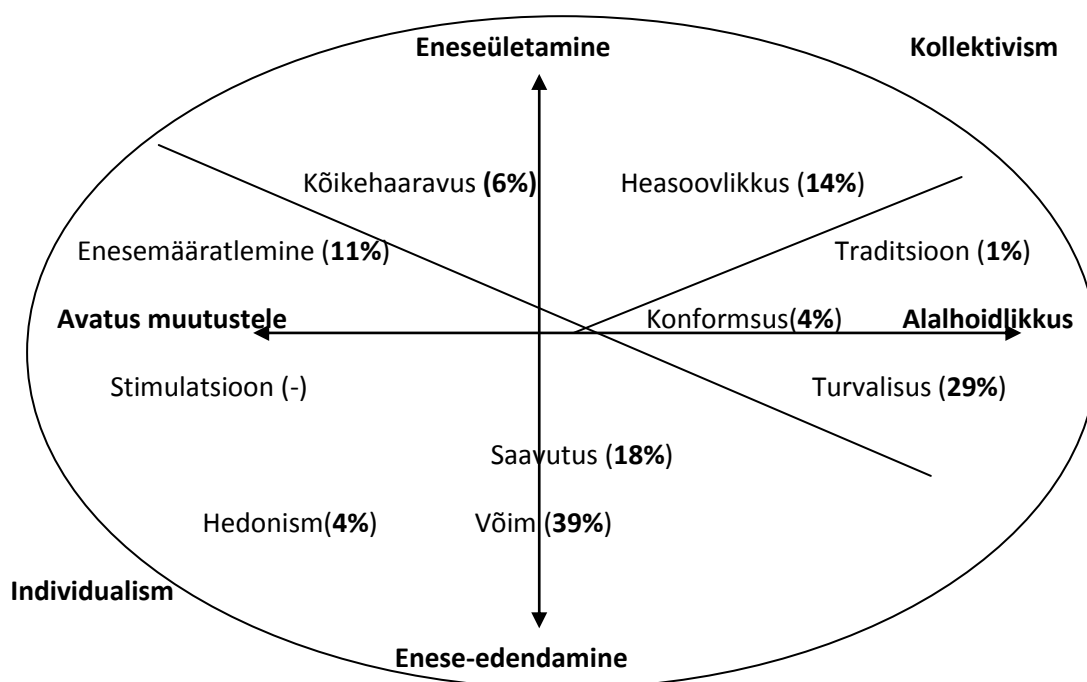 Eneseületamine
Kollektivism
Kõikehaaravus (6%)
Heasoovlikkus (14%)
Enesemääratlemine (11%)
Traditsioon (1%)
Avatus muutustele
Konformsus(4%)
Alalhoidlikkus
Stimulatsioon (-)
Turvalisus (29%)
Saavutus (18%)
Hedonism(4%)
Võim (39%)
Individualism
Enese-edendamine